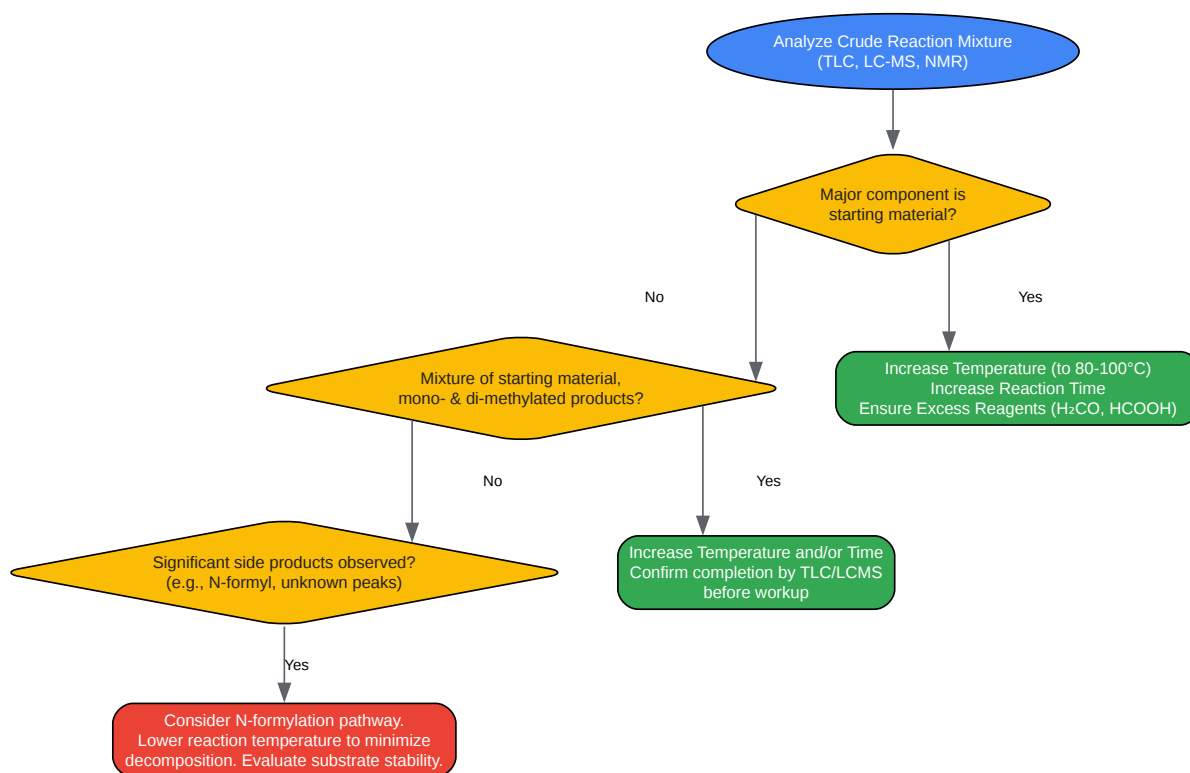 Analyze Crude Reaction Mixture
(TLC, LC-MS, NMR)
Major component is
starting material?
No
Yes
Increase Temperature (to 80-100°C)
Increase Reaction Time
Ensure Excess Reagents (H₂CO, HCOOH)
Mixture of starting material,
mono- & di-methylated products?
No
Yes
Increase Temperature and/or Time
Confirm completion by TLC/LCMS
before workup
Significant side products observed?
(e.g., N-formyl, unknown peaks)
Yes
Consider N-formylation pathway.
Lower reaction temperature to minimize
decomposition. Evaluate substrate stability.